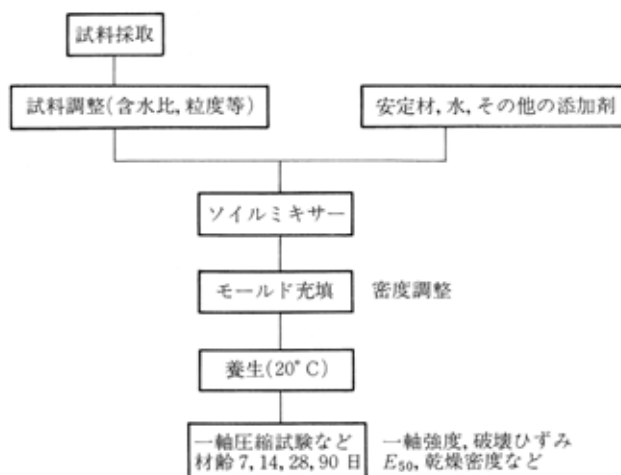 試料採取
試料調整(含水比,粒度等)
安定材,水,その他の添加剤
ソイルミキサー
モールド充填
密度調整
養生(20°C)
一軸圧縮試験など
材齢7,14,28,90日
一軸強度,破壊ひずみ
E50,乾燥密度など